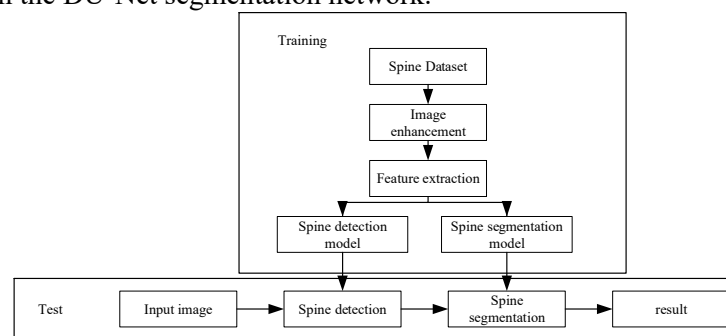 the DU-Net segmentation network.
Training
Spine Dataset
Image
enhancement
Feature extraction
Spine detection
model
Spine segmentation
model
Test
Input image
Spine detection
Spine
segmentation
result